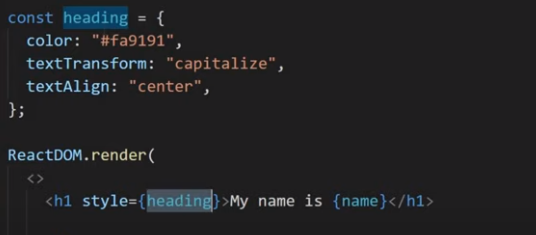 const heading = {
  color: "#fa9191",
  textTransform: "capitalize",
  textAlign: "center",
};
ReactDOM.render(
  <>
    <h1 style={heading}>My name is {name}</h1>